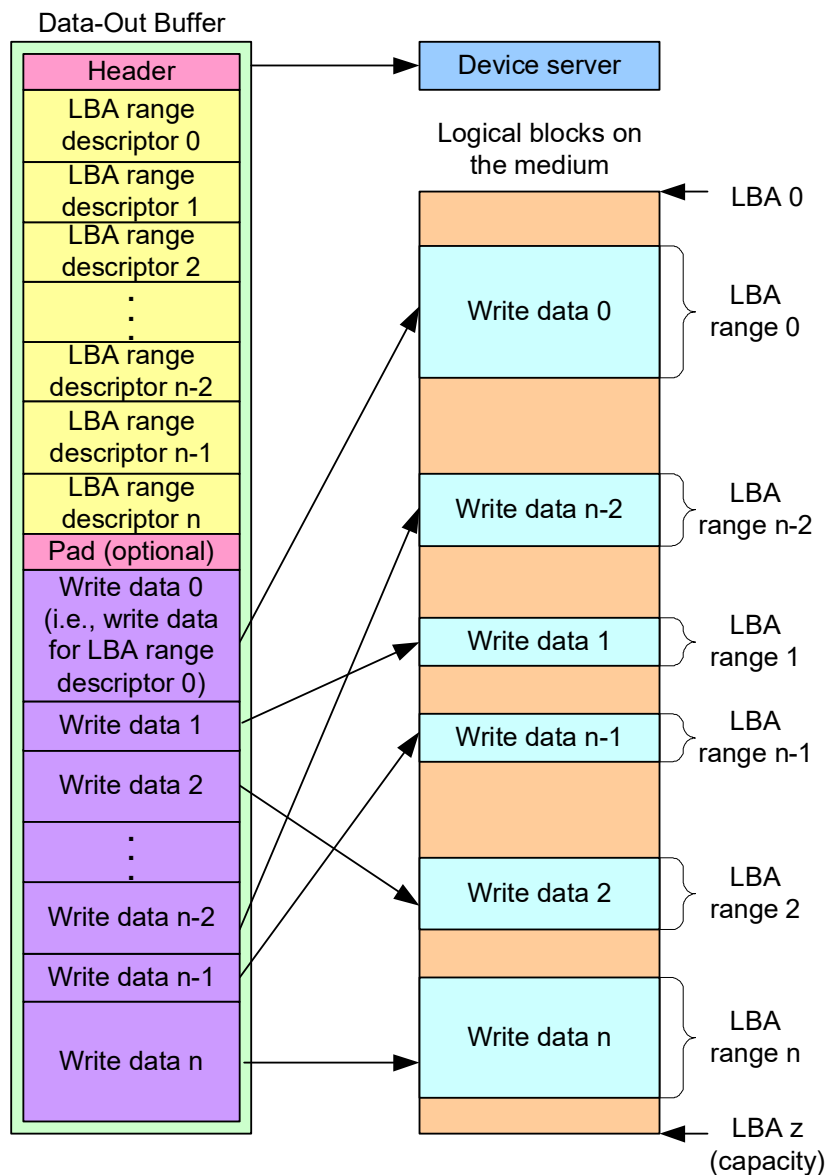 Data-Out Buffer
Header
LBA range
descriptor 0
LBA range
descriptor 1
LBA range
descriptor 2
.
.
.
LBA range
descriptor n-2
LBA range
descriptor n-1
LBA range
descriptor n
Pad (optional)
Write data 0
(i.e., write data
for LBA range
descriptor 0)
Write data 1
Write data 2
.
.
.
Write data n-2
Write data n-1
Write data n
Device server
Logical blocks on
the medium
LBA 0
Write data 0
LBA
range 0
Write data n-2
LBA
range n-2
Write data 1
LBA
range 1
Write data n-1
LBA
range n-1
Write data 2
LBA
range 2
Write data n
LBA
range n
LBA z
(capacity)